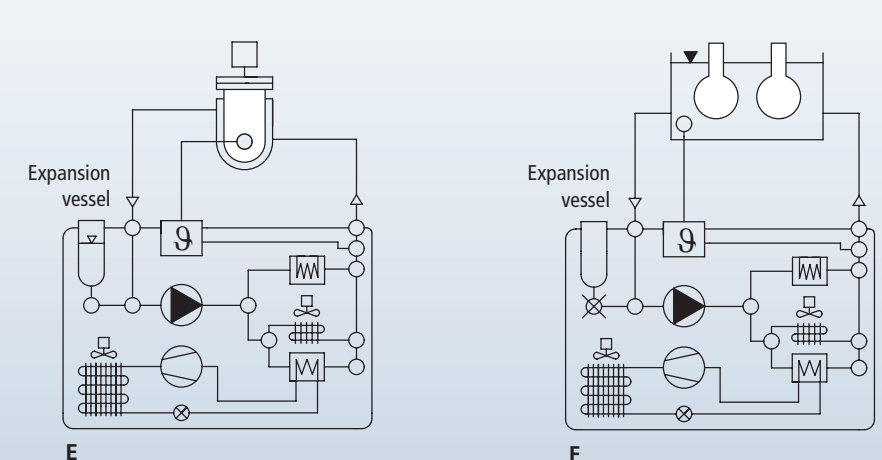 Expansion
vessel
ϑ
E
Expansion
vessel
ϑ
F